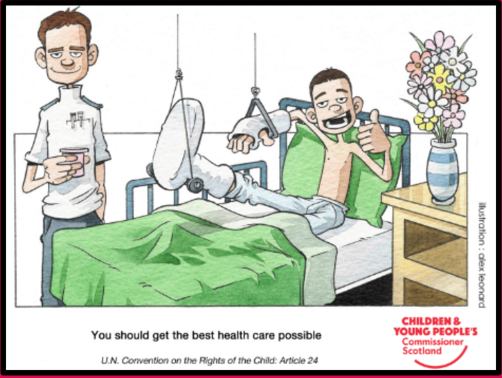 illustration : alex leonard
You should get the best health care possible
U.N. Convention on the Rights of the Child: Article 24
CHILDREN &
YOUNG PEOPLE'S
Commissioner
Scotland